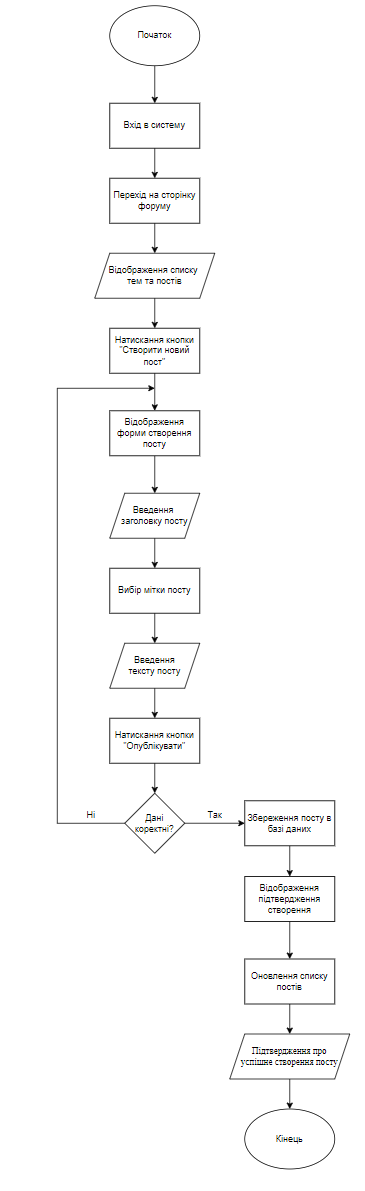 Початок
Вхід в систему
Перехід на сторінку
форуму
Відображення списку
тем та постів
Натискання кнопки
"Створити новий
пост"
Відображення
форми створення
посту
Введення
заголовку посту
Вибір мітки посту
Введення
тексту посту
Натискання кнопки
"Опублікувати"
Ні
Дані
коректні?
Так
Збереження посту в
базі даних
Відображення
підтвердження
створення
Оновлення списку
постів
Підтвердження про
успішне створення посту
Кінець